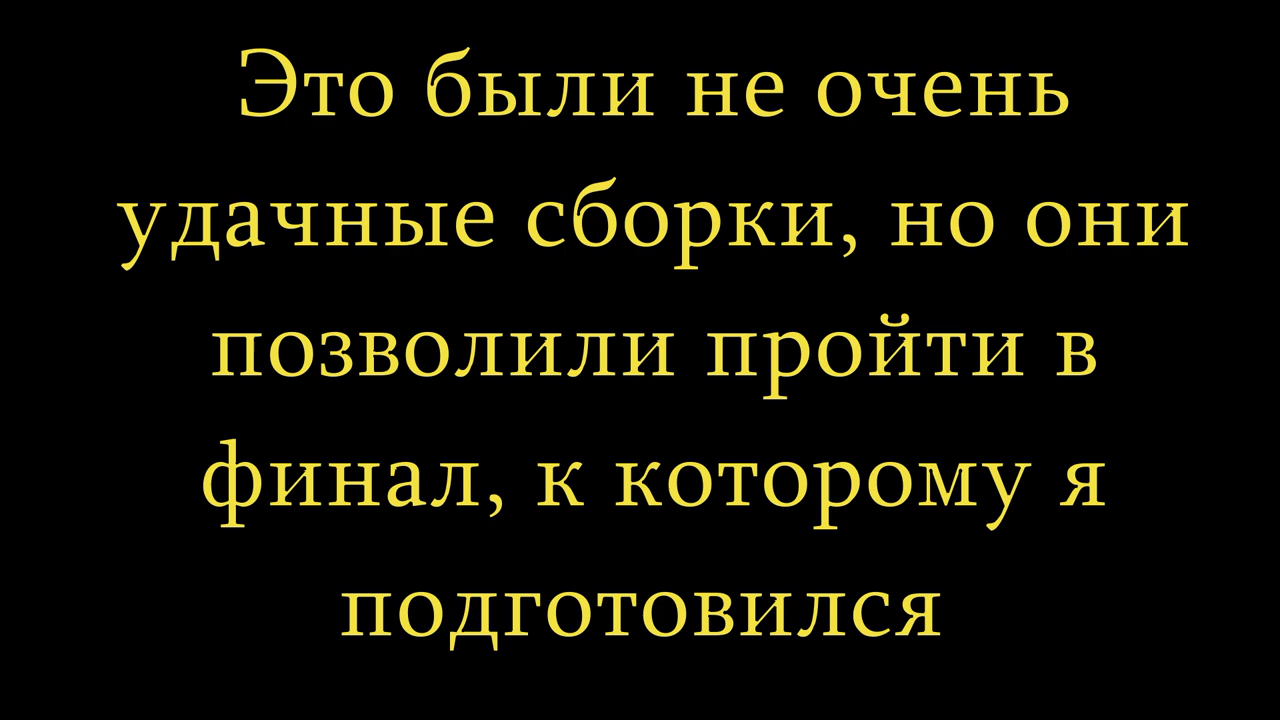 Это были не очень
удачные сборки, но они
позволили пройти в
финал, к которому я
подготовился